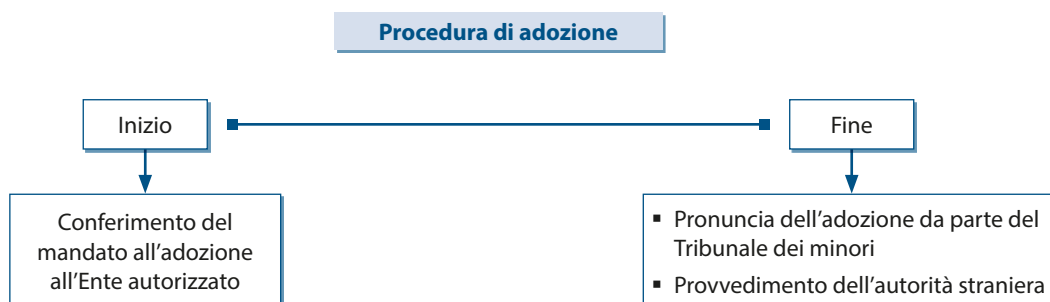 Procedura di adozione
Inizio
Fine
Conferimento del
mandato all'adozione
all'Ente autorizzato
▪ Pronuncia dell'adozione da parte del
Tribunale dei minori
▪ Provvedimento dell'autorità straniera